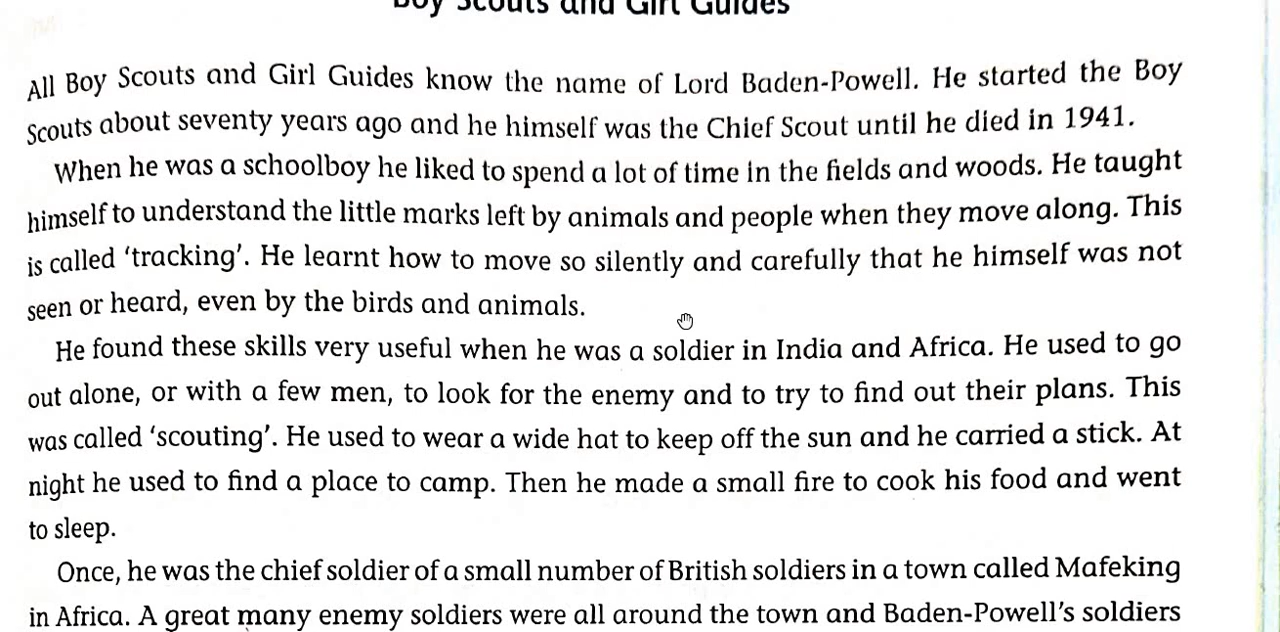 Boy Scouts and Girl Guides
All Boy Scouts and Girl Guides know the name of Lord Baden-Powell. He started the Boy
Scouts about seventy years ago and he himself was the Chief Scout until he died in 1941.
When he was a schoolboy he liked to spend a lot of time in the fields and woods. He taught
himself to understand the little marks left by animals and people when they move along. This
is called ‘tracking’. He learnt how to move so silently and carefully that he himself was not
seen or heard, even by the birds and animals.
He found these skills very useful when he was a soldier in India and Africa. He used to go
out alone, or with a few men, to look for the enemy and to try to find out their plans. This
was called ‘scouting’. He used to wear a wide hat to keep off the sun and he carried a stick. At
night he used to find a place to camp. Then he made a small fire to cook his food and went
to sleep.
Once, he was the chief soldier of a small number of British soldiers in a town called Mafeking
in Africa. A great many enemy soldiers were all around the town and Baden-Powell’s soldiers